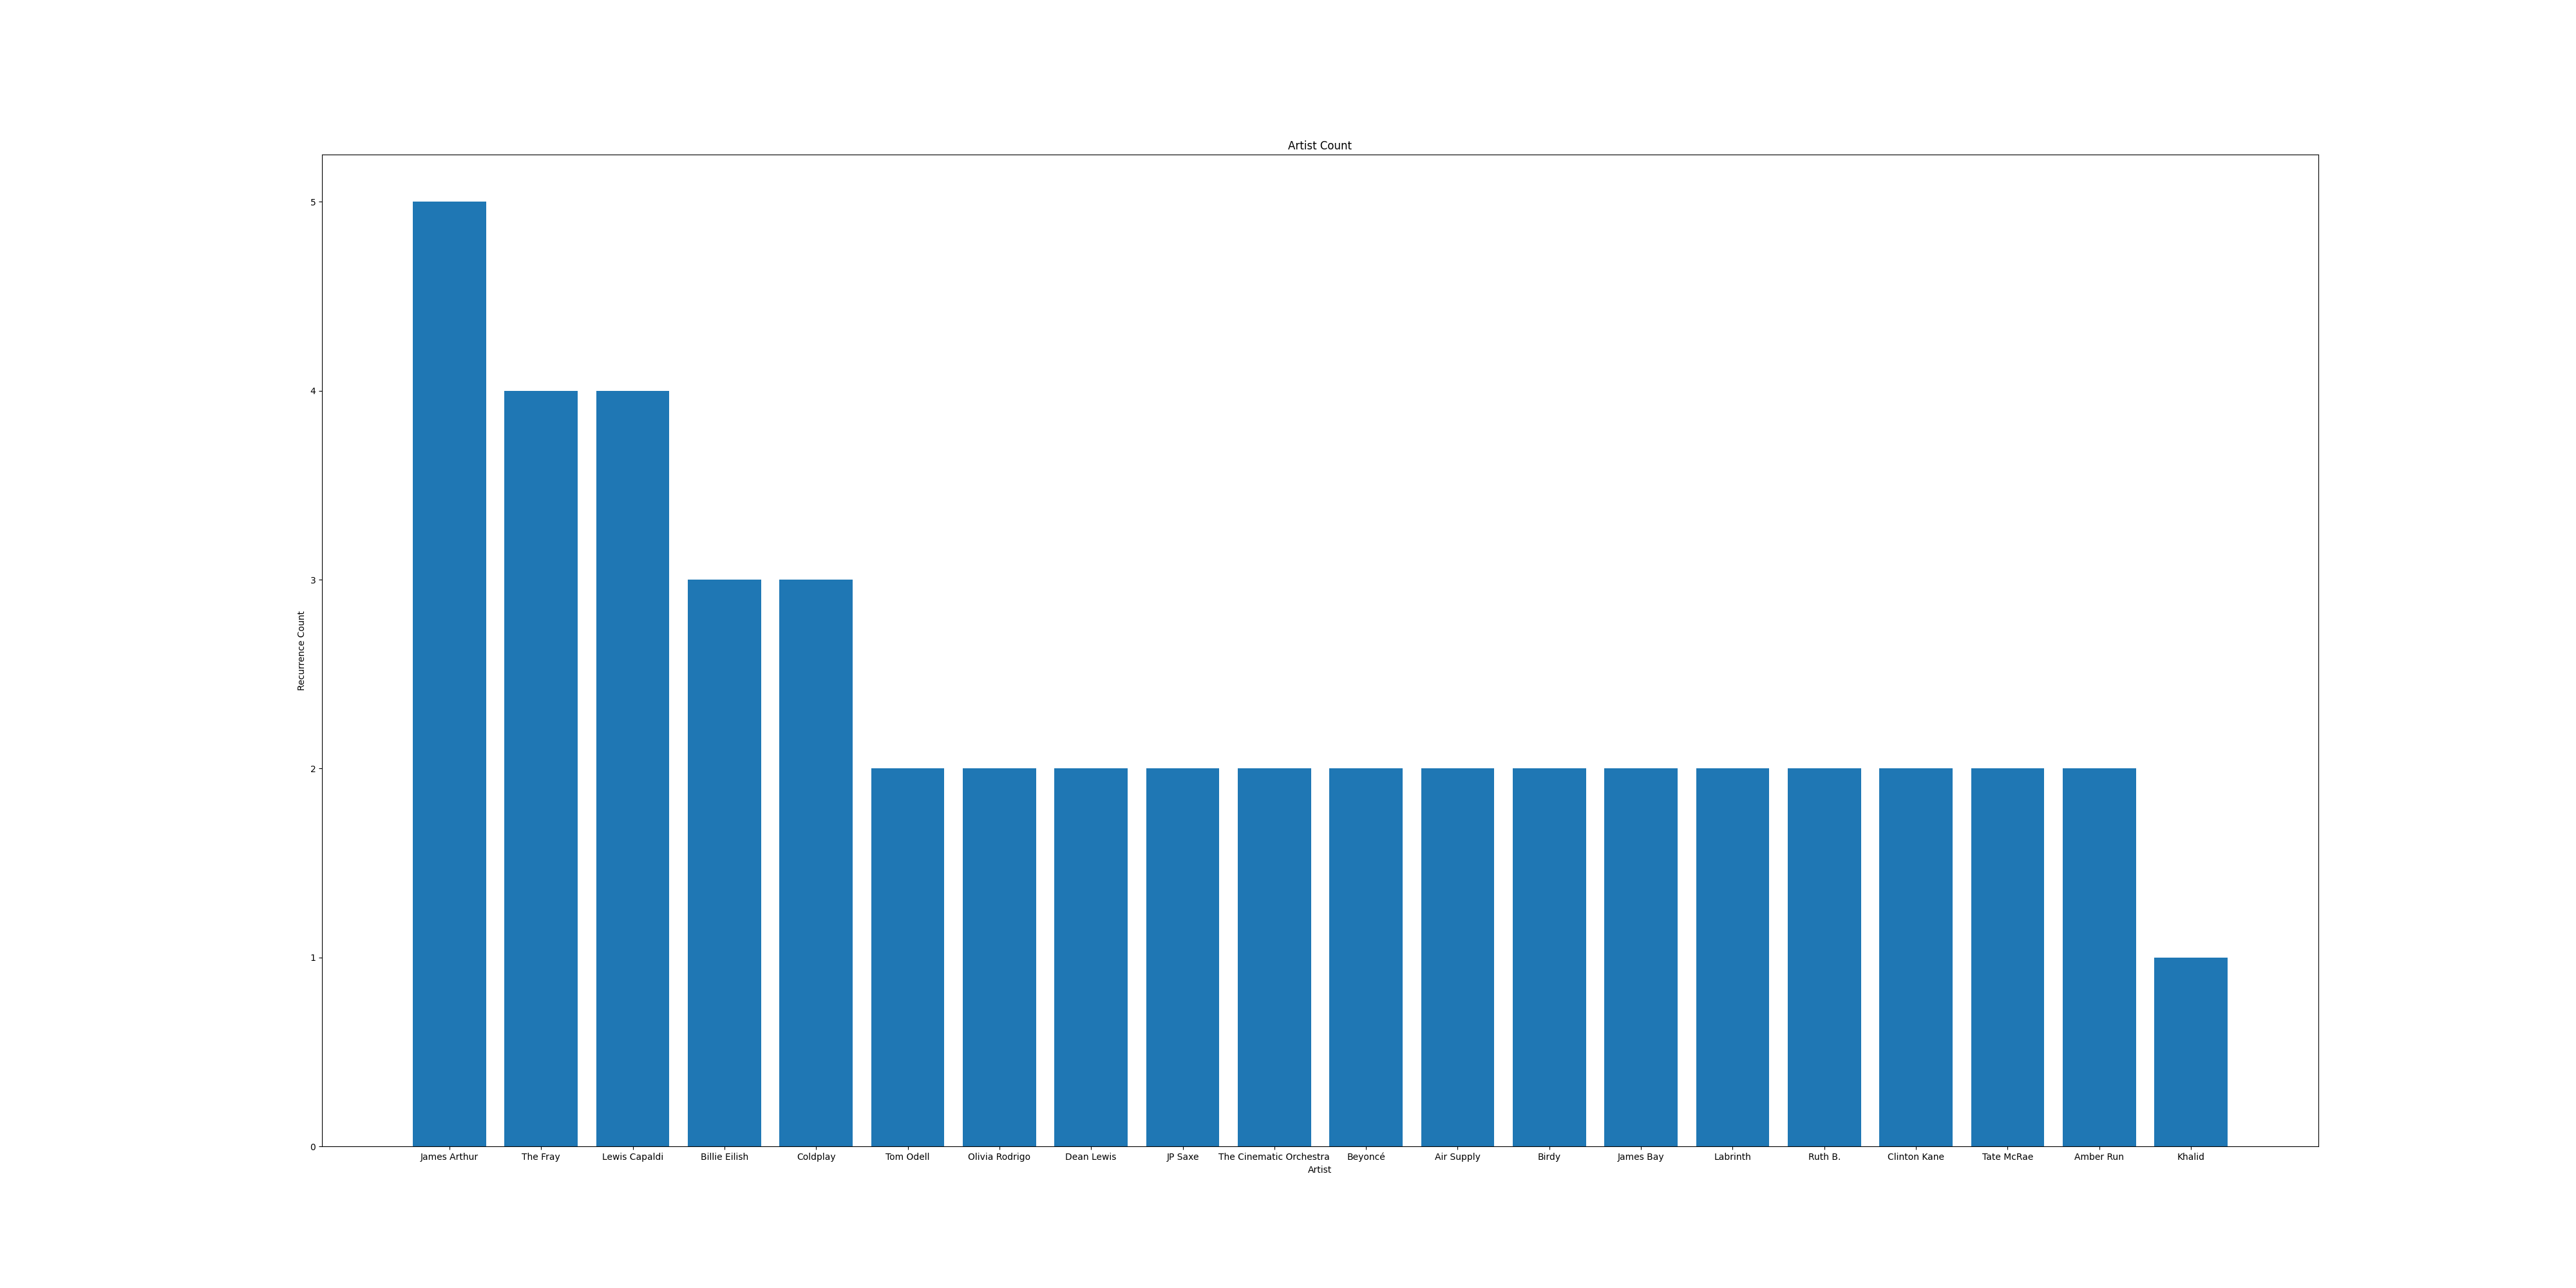 Artist Count
5
4
3
2
1
0
Recurrence Count
James Arthur The Fray Lewis Capaldi Billie Eilish Coldplay Tom Odell Olivia Rodrigo Dean Lewis JP Saxe The Cinematic Orchestra Beyoncé Air Supply Birdy James Bay Labrinth Ruth B. Clinton Kane Tate McRae Amber Run Khalid
Artist